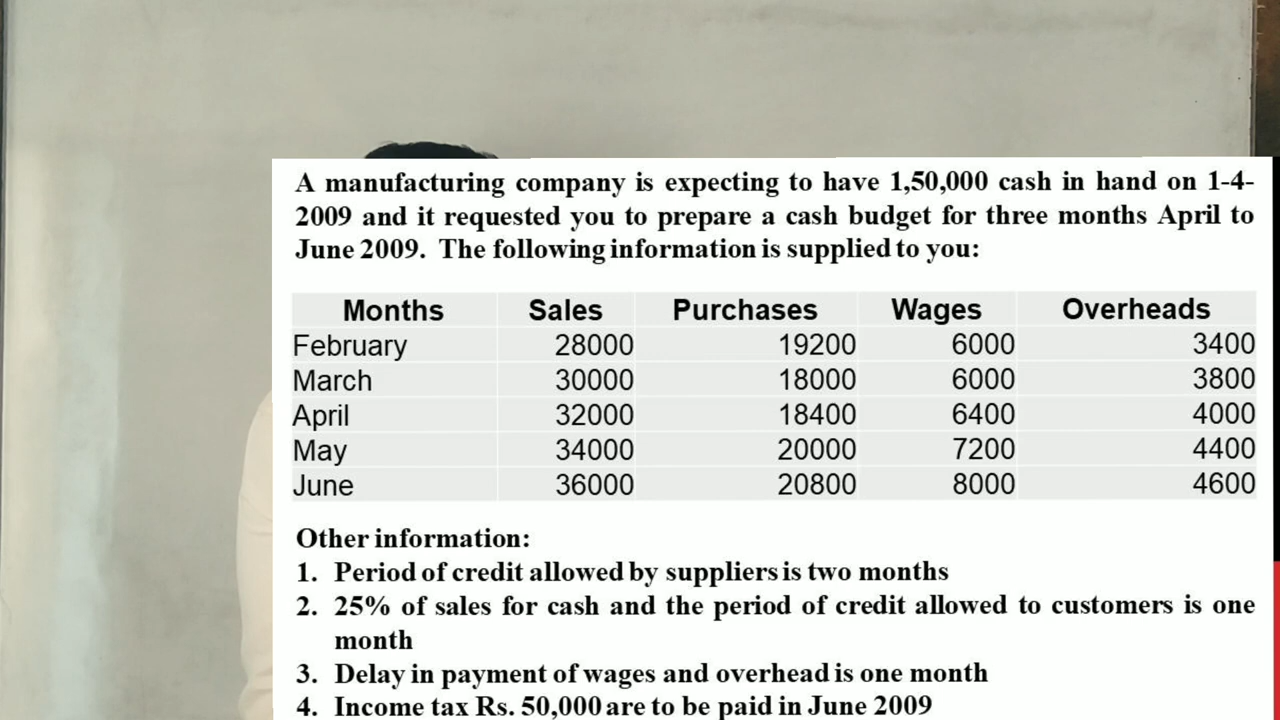 A manufacturing company is expecting to have 1,50,000 cash in hand on 1-4-
2009 and it requested you to prepare a cash budget for three months April to
June 2009. The following information is supplied to you:
Months Sales Purchases Wages Overheads
February 28000 19200 6000 3400
March 30000 18000 6000 3800
April 32000 18400 6400 4000
May 34000 20000 7200 4400
June 36000 20800 8000 4600
Other information:
1. Period of credit allowed by suppliers is two months
2. 25% of sales for cash and the period of credit allowed to customers is one
month
3. Delay in payment of wages and overhead is one month
4. Income tax Rs. 50,000 are to be paid in June 2009